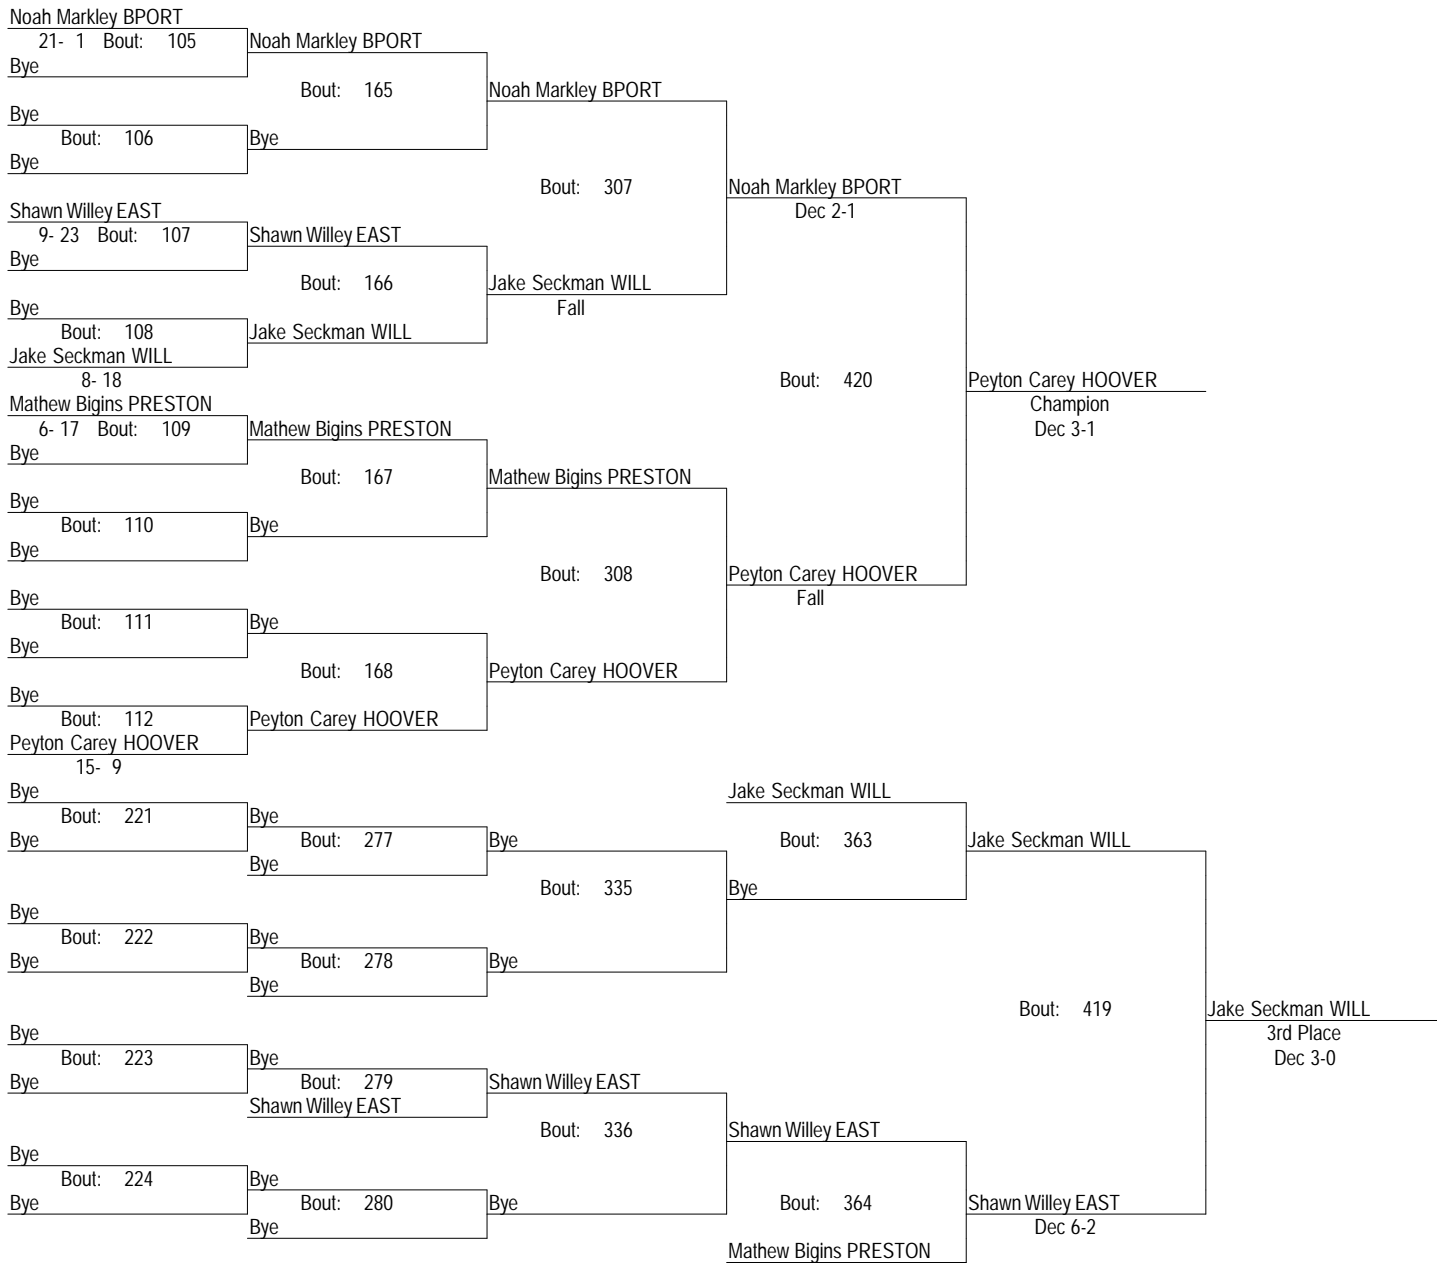 Noah Markley BPORT
21- 1 Bout: 105 Noah Markley BPORT
Bye
Bout: 165 Noah Markley BPORT
Bye
Bout: 106 Bye
Bye
Bout: 307 Noah Markley BPORT
Dec 2-1
Shawn Willey EAST
9- 23 Bout: 107 Shawn Willey EAST
Bye
Bout: 166 Jake Seckman WILL
Fall
Bye
Bout: 108 Jake Seckman WILL
Jake Seckman WILL
8- 18
Bout: 420 Peyton Carey HOOVER
Champion
Dec 3-1
Mathew Bigins PRESTON
6- 17 Bout: 109 Mathew Bigins PRESTON
Bye
Bout: 167 Mathew Bigins PRESTON
Bye
Bout: 110 Bye
Bye
Bout: 308 Peyton Carey HOOVER
Fall
Bye
Bout: 111 Bye
Bye
Bout: 168 Peyton Carey HOOVER
Bye
Bout: 112 Peyton Carey HOOVER
Peyton Carey HOOVER
15- 9
Bye Jake Seckman WILL
Bout: 221 Bye
Bye Bout: 277 Bye Bout: 363 Jake Seckman WILL
Bye
Bout: 335 Bye
Bye
Bout: 222 Bye
Bye Bout: 278 Bye
Bye
Bout: 419 Jake Seckman WILL
3rd Place
Dec 3-0
Bye
Bout: 223 Bye
Bye Bout: 279 Shawn Willey EAST
Shawn Willey EAST
Bout: 336 Shawn Willey EAST
Bye
Bout: 224 Bye
Bye Bout: 280 Bye Bout: 364 Shawn Willey EAST
Bye Dec 6-2
Mathew Bigins PRESTON